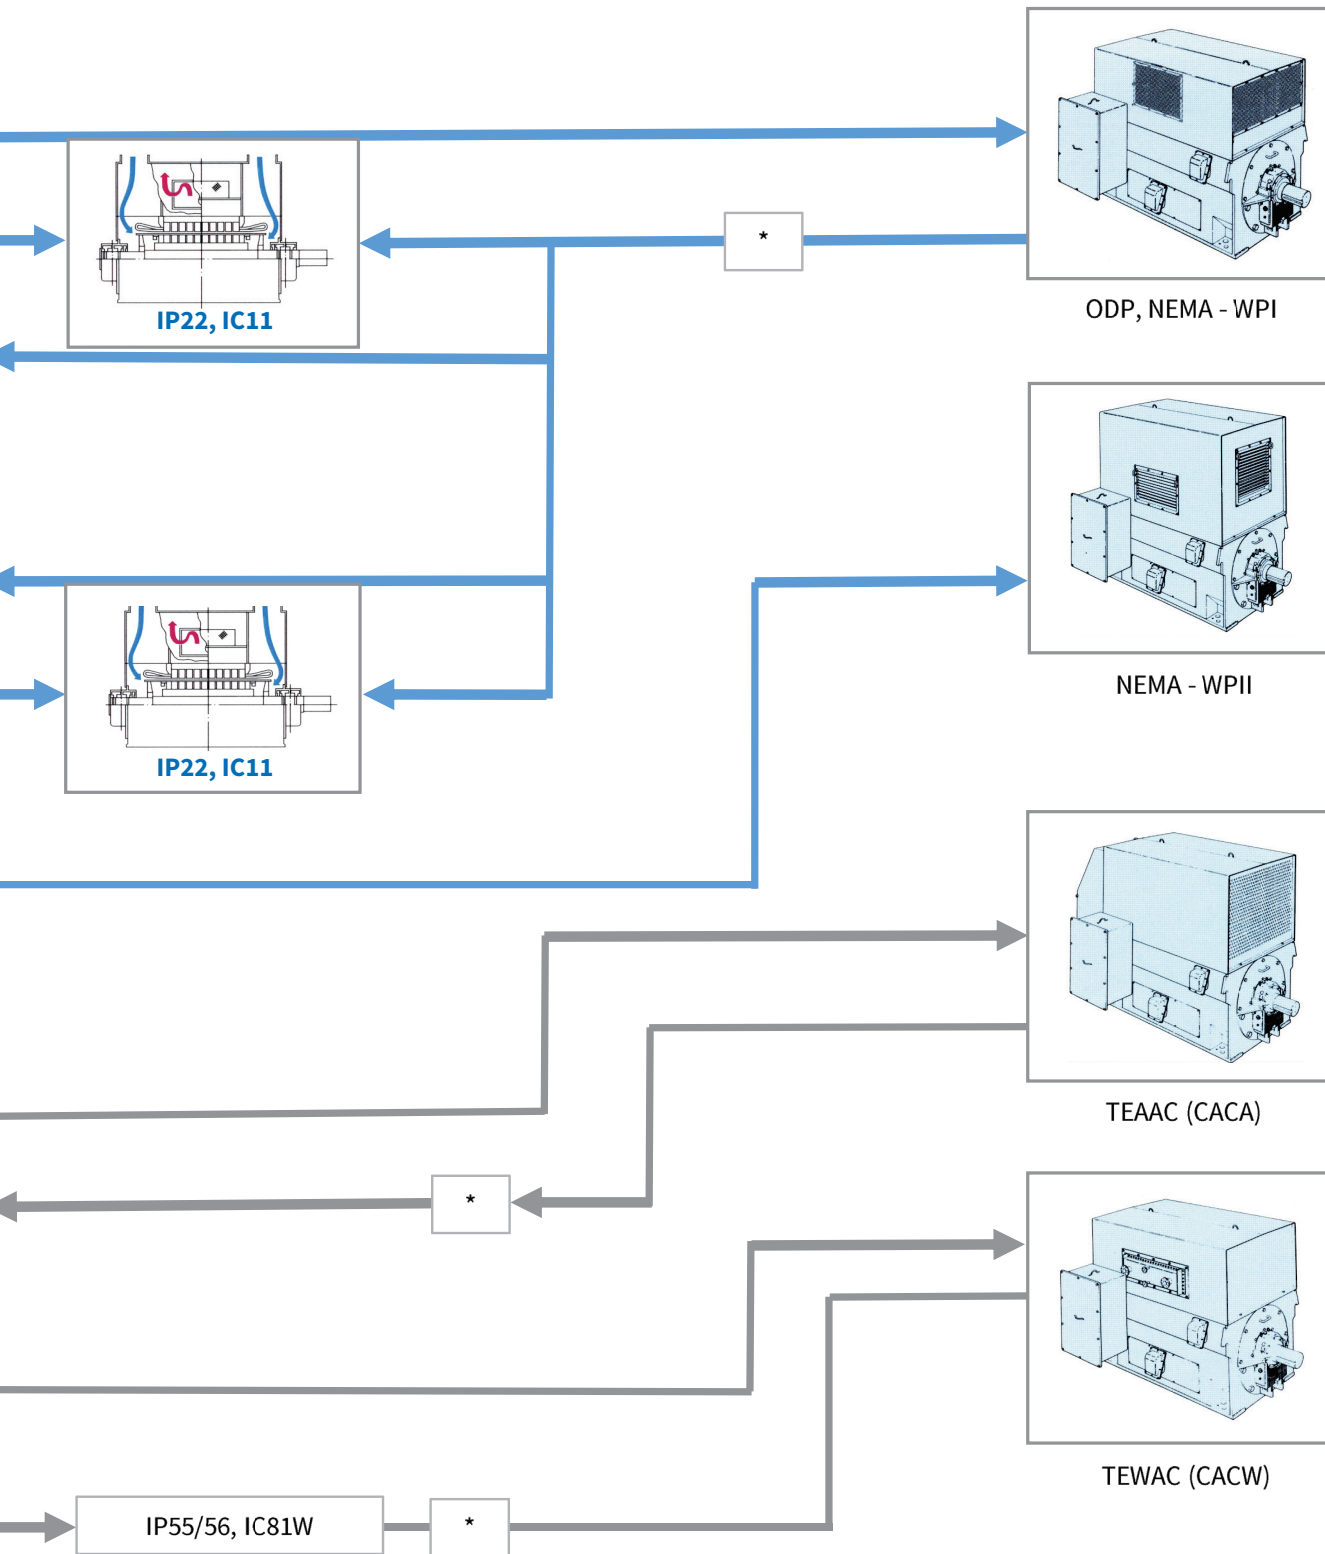 *
IP22, IC11
ODP, NEMA - WPI
NEMA - WPII
IP22, IC11
TEAAC (CACA)
*
TEWAC (CACW)
IP55/56, IC81W
*